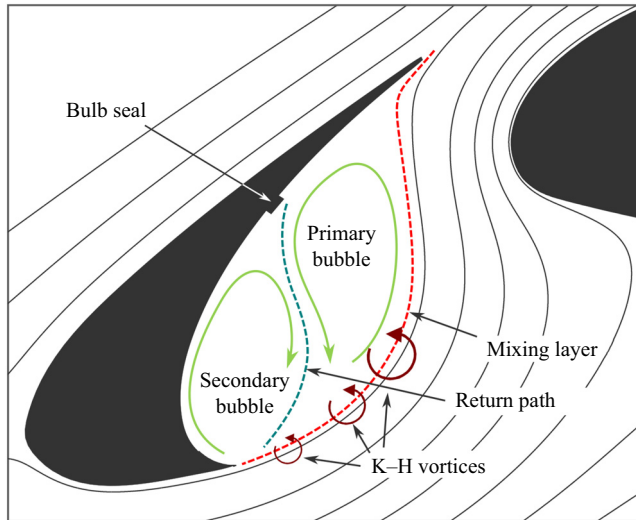 Bulb seal
Primary
bubble
Mixing layer
Secondary
bubble
Return path
K–H vortices